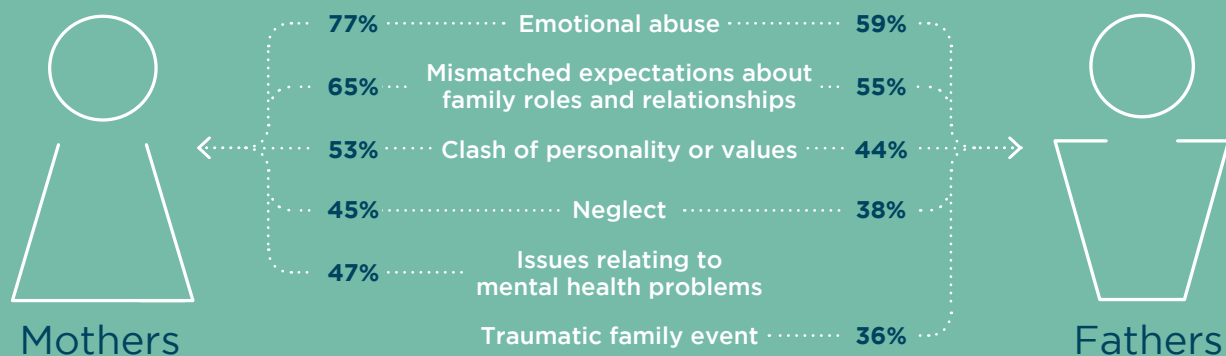 77% Emotional abuse 59%
Mismatched expectations about
65% family roles and relationships 55%
53% Clash of personality or values 44%
45% Neglect 38%
Issues relating to
47% mental health problems
Traumatic family event 36%
Mothers Fathers